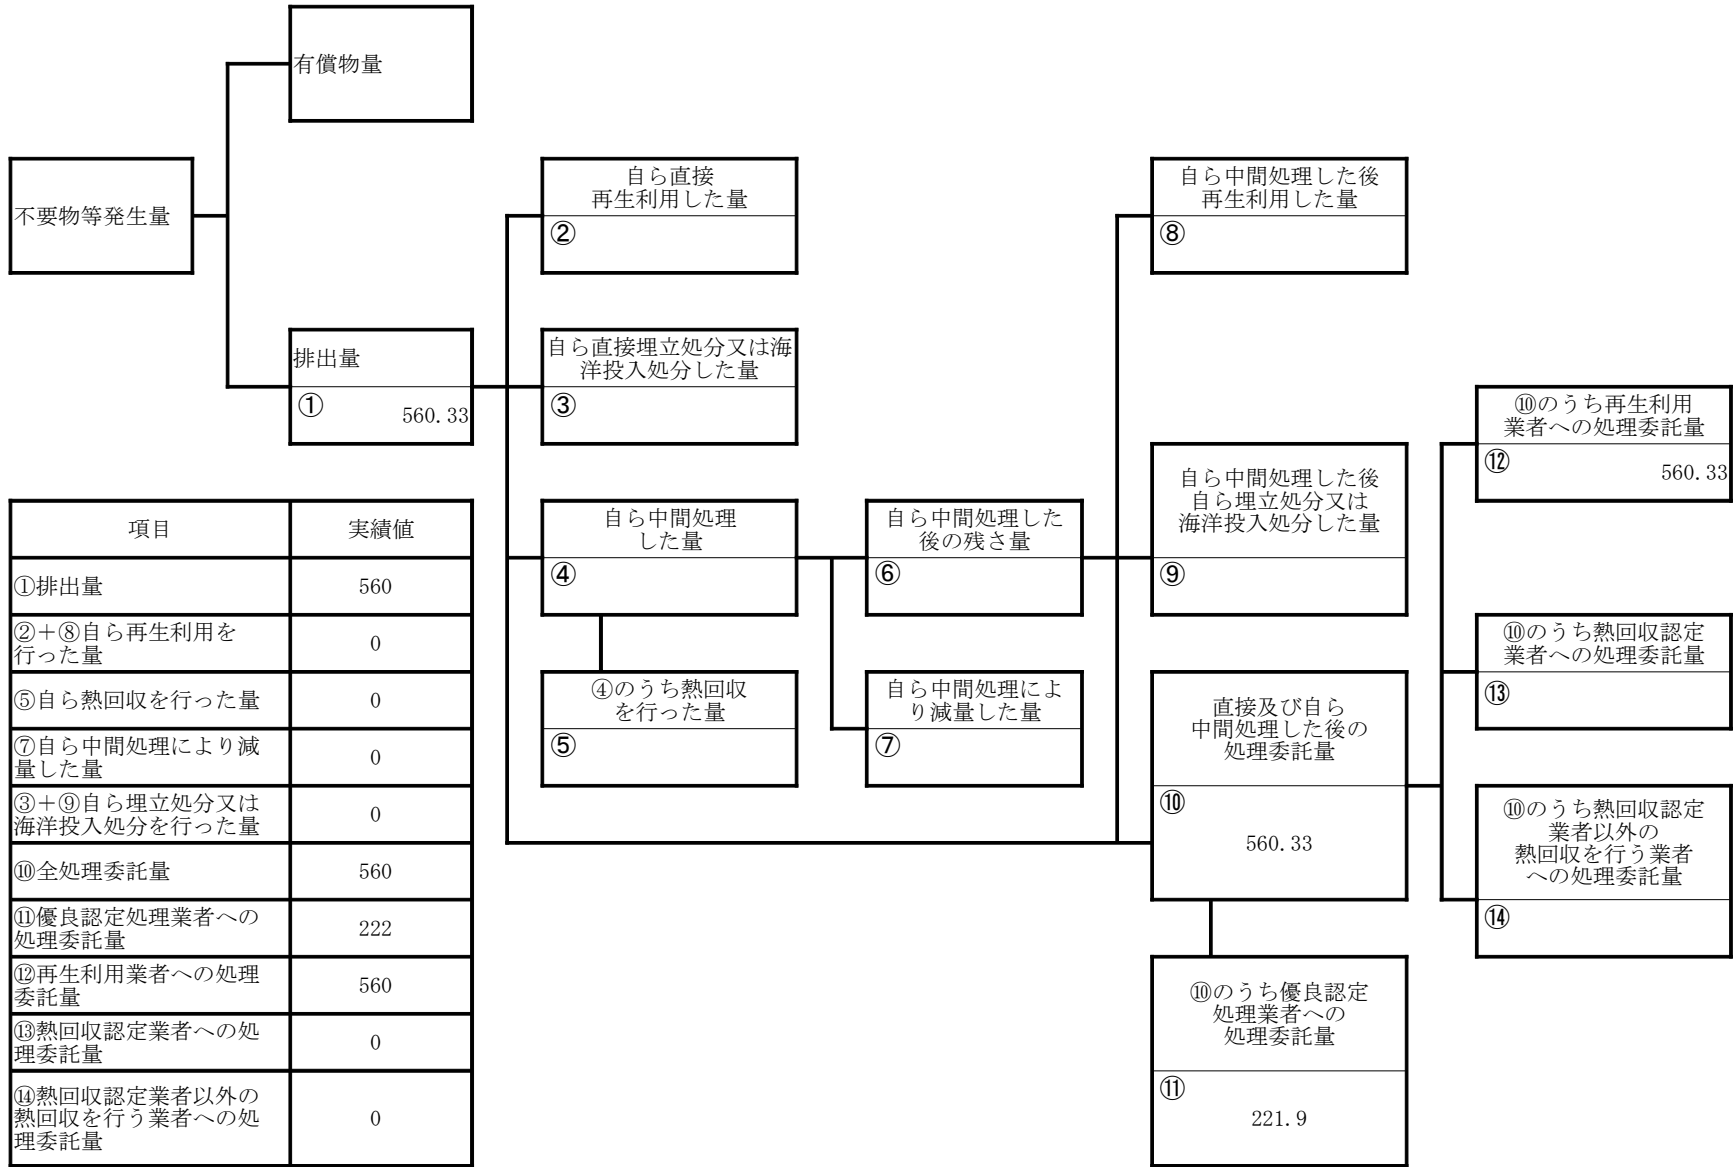 有償物量
不要物等発生量
自ら直接
再生利用した量
②
自ら中間処理した後
再生利用した量
⑧
排出量
①
560.33
自ら直接埋立処分又は海
洋投入処分した量
③
⑩のうち再生利用
業者への処理委託量
⑫
560.33
自ら中間処理
した量
④
自ら中間処理した
後の残さ量
⑥
自ら中間処理した後
自ら埋立処分又は
海洋投入処分した量
⑨
⑩のうち熱回収認定
業者への処理委託量
⑬
④のうち熱回収
を行った量
⑤
自ら中間処理によ
り減量した量
⑦
直接及び自ら
中間処理した後の
処理委託量
⑩
560.33
⑩のうち熱回収認定
業者以外の
熱回収を行う業者
への処理委託量
⑭
⑩のうち優良認定
処理業者への
処理委託量
⑪
221.9
項目 実績値
①排出量 560
②＋⑧自ら再生利用を
行った量 0
⑤自ら熱回収を行った量 0
⑦自ら中間処理により減
量した量 0
③＋⑨自ら埋立処分又は
海洋投入処分を行った量 0
⑩全処理委託量 560
⑪優良認定処理業者への
処理委託量 222
⑫再生利用業者への処理
委託量 560
⑬熱回収認定業者への処
理委託量 0
⑭熱回収認定業者以外の
熱回収を行う業者への処
理委託量 0